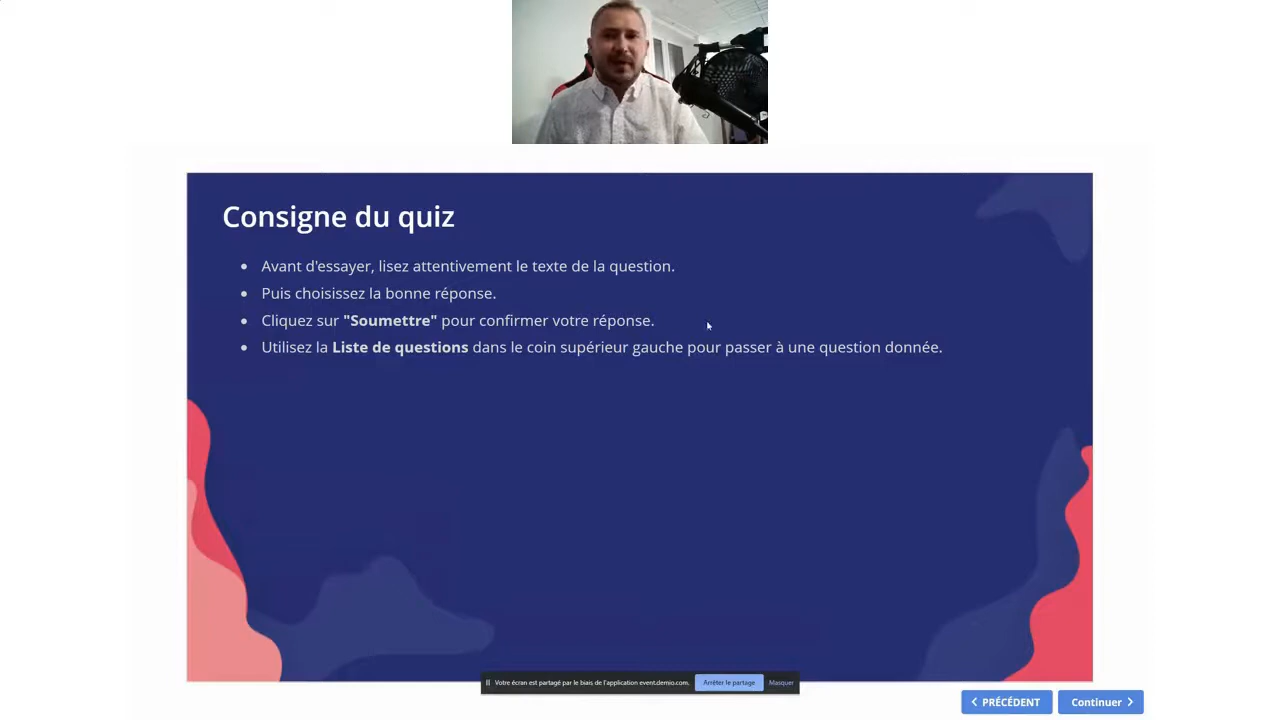 Consigne du quiz
Avant d'essayer, lisez attentivement le texte de la question.
Puis choisissez la bonne réponse.
Cliquez sur "Soumettre" pour confirmer votre réponse.
Utilisez la Liste de questions dans le coin supérieur gauche pour passer à une question donnée.
Votre écran est partagé par le biais de l'application event.demio.com.
Arrêter le partage
Masquer
PRÉCÉDENT
Continuer